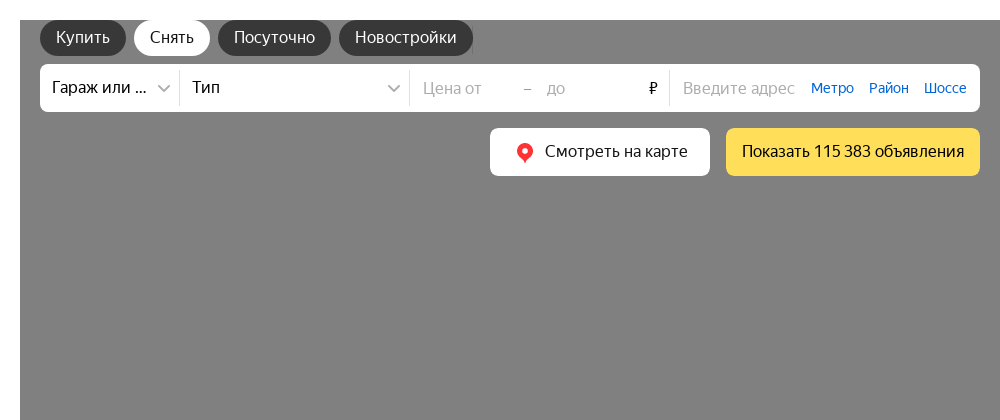 Купить Снять Посуточно Новостройки
Гараж или ... Тип Цена от – до ₽ Введите адрес Метро Район Шоссе
Смотреть на карте Показать 115 383 объявления